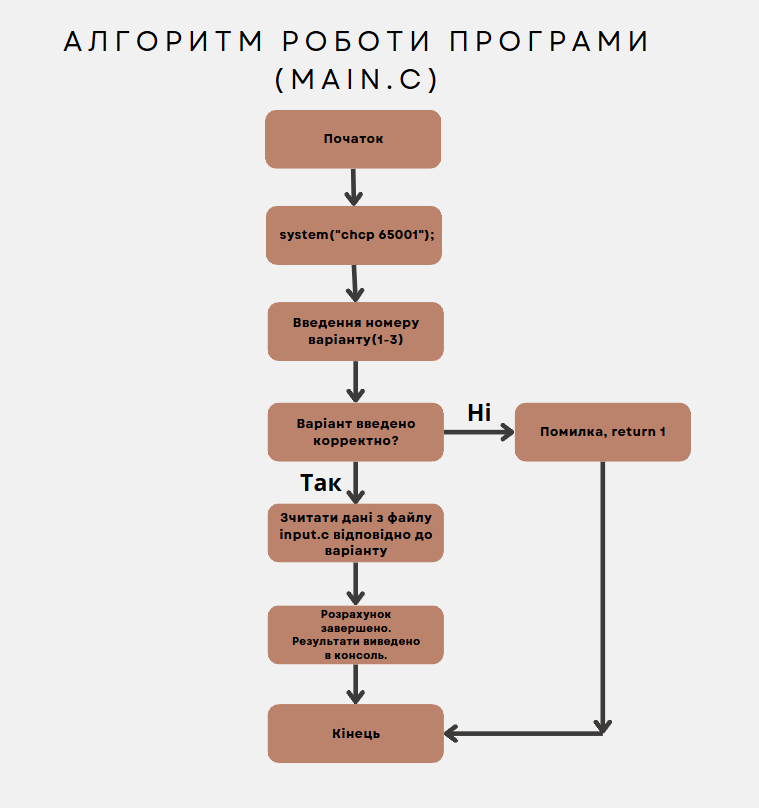 АЛГОРИТМ РОБОТИ ПРОГРАМИ
(MAIN.C)
Початок
system("chcp 65001");
Введення номеру
варіанту(1-3)
Варіант введено
корректно?
Ні
Помилка, return 1
Так
Зчитати дані з файлу
input.c відповідно до
варіанту
Розрахунок
завершено.
Результати виведено
в консоль.
Кінець